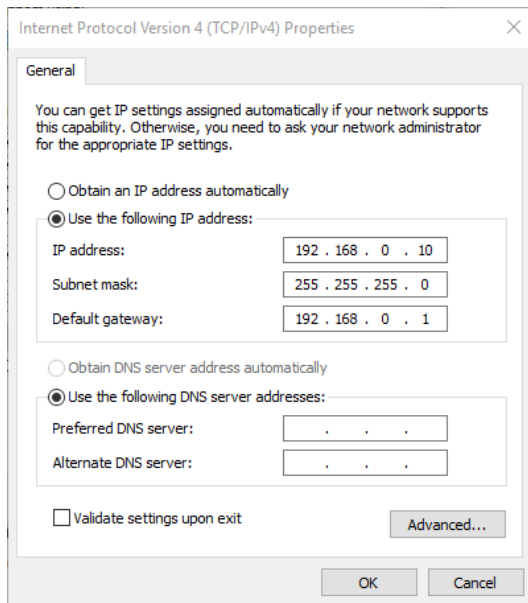 Internet Protocol Version 4 (TCP/IPv4) Properties
General
You can get IP settings assigned automatically if your network supports
this capability. Otherwise, you need to ask your network administrator
for the appropriate IP settings.
Obtain an IP address automatically
Use the following IP address:
IP address: 192 . 168 . 0 . 10
Subnet mask: 255 . 255 . 255 . 0
Default gateway: 192 . 168 . 0 . 1
Obtain DNS server address automatically
Use the following DNS server addresses:
Preferred DNS server: . . .
Alternate DNS server: . . .
Validate settings upon exit
Advanced...
OK Cancel